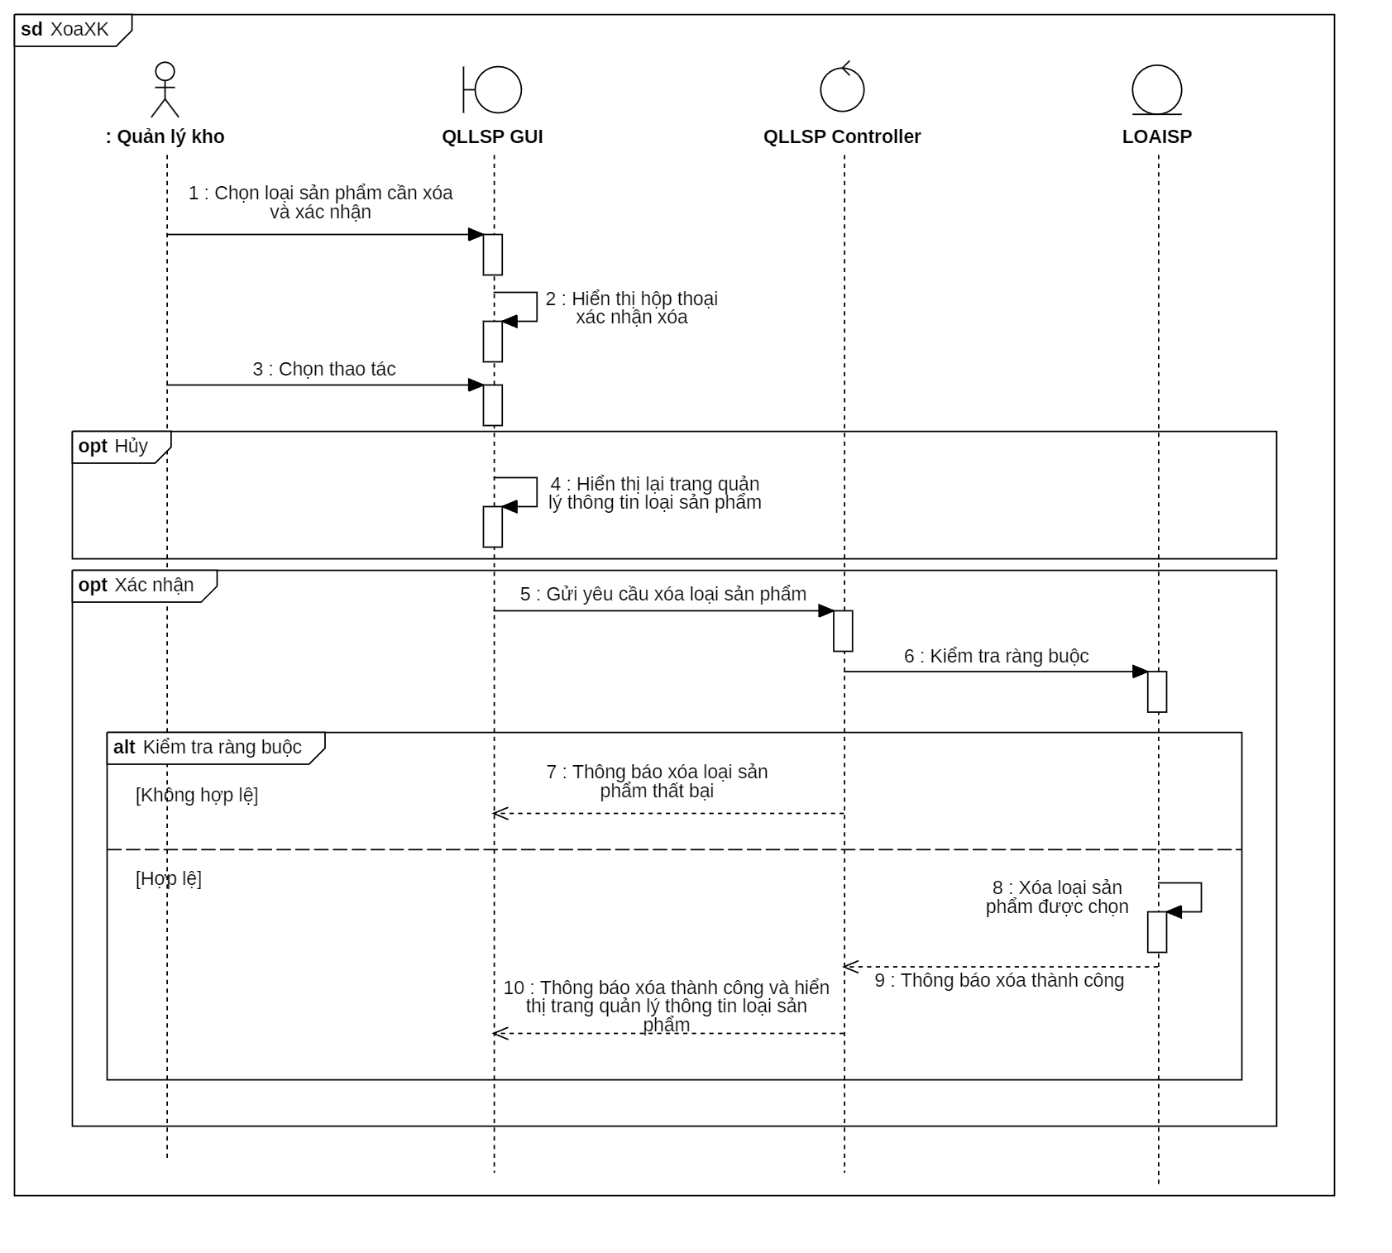 sd XoaXK
: Quản lý kho
QLLSP GUI
QLLSP Controller
LOAISP
1 : Chọn loại sản phẩm cần xóa
và xác nhận
2 : Hiển thị hộp thoại
xác nhận xóa
3 : Chọn thao tác
opt Hủy
4 : Hiển thị lại trang quản
lý thông tin loại sản phẩm
opt Xác nhận
5 : Gửi yêu cầu xóa loại sản phẩm
6 : Kiểm tra ràng buộc
alt Kiểm tra ràng buộc
7 : Thông báo xóa loại sản
phẩm thất bại
[Không hợp lệ]
[Hợp lệ]
8 : Xóa loại sản
phẩm được chọn
9 : Thông báo xóa thành công
10 : Thông báo xóa thành công và hiển
thị trang quản lý thông tin loại sản
phẩm